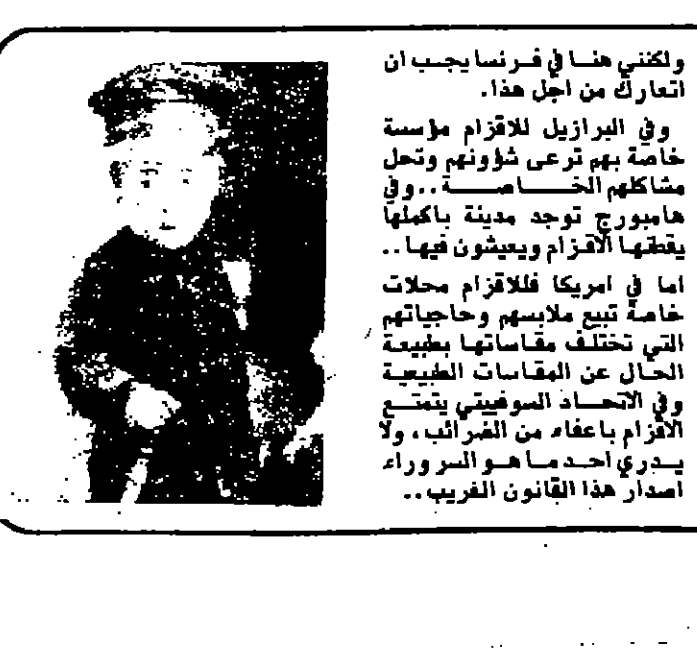 ولكنني هنا في فرنسا يجب ان
اتعارك من اجل هذا.
وفي البرازيل للاقزام مؤسسة
خاصة بهم ترعى شؤونهم وتحل
مشاكلهم الخاصة.. وفي
هامبورج توجد مدينة باكملها
يقطنها الاقزام ويعيشون فيها..
اما في امريكا فللاقزام محلات
خاصة تبيع ملابسهم وحاجياتهم
التي تختلف مقاساتها بطبيعة
الحال عن المقاسات الطبيعية
وفي الاتحاد السوفييتي يتمتع
الاقزام باعفاء من الضرائب، ولا
يدري احد ما هو السر وراء
اصدار هذا القانون الغريب..